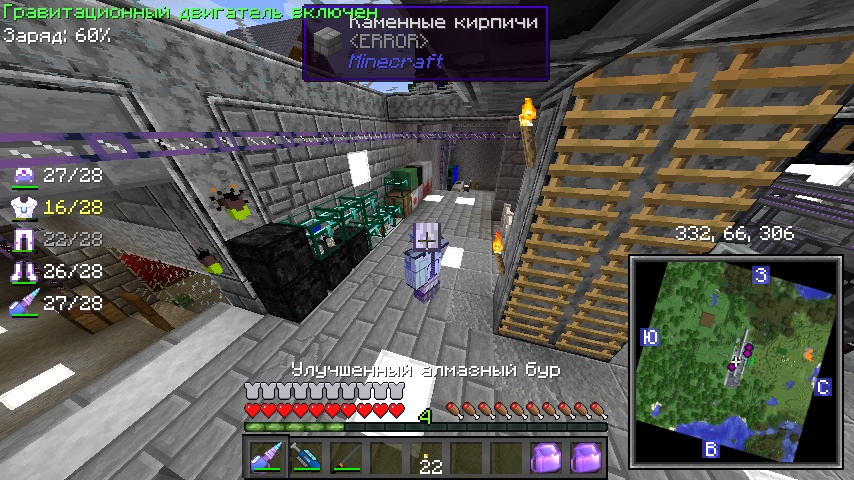 Гравитационный двигатель включен
Заряд: 60%
Каменные кирпичи
<ERROR>
Minecraft
27/28
16/28
22/28
26/28
27/28
332, 66, 306
З
Ю
С
В
Улучшенный алмазный бур
4
22